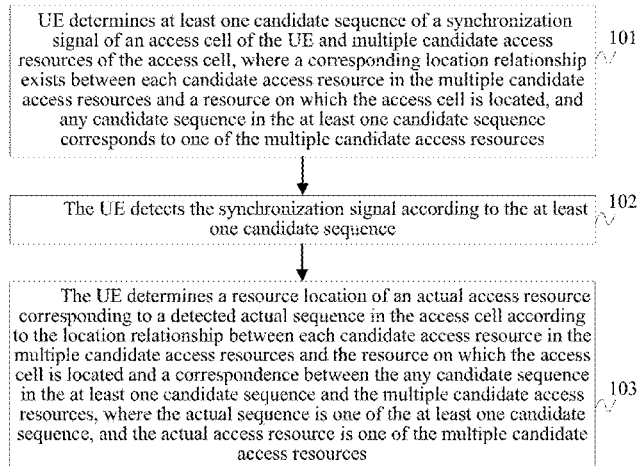 UE determines at least one candidate sequence of a synchronization
signal of an access cell of the UE and multiple candidate access
resources of the access cell, where a corresponding location relationship
exists between each candidate access resource in the multiple candidate
access resources and a resource on which the access cell is located, and
any candidate sequence in the at least one candidate sequence
corresponds to one of the multiple candidate access resources
101
The UE detects the synchronization signal according to the at least
one candidate sequence
102
The UE determines a resource location of an actual access resource
corresponding to a detected actual sequence in the access cell according
to the location relationship between each candidate access resource in the
multiple candidate access resources and the resource on which the access
cell is located and a correspondence between the any candidate sequence
in the at least one candidate sequence and the multiple candidate access
resources, where the actual sequence is one of the at least one candidate
sequence, and the actual access resource is one of the multiple candidate
access resources
103